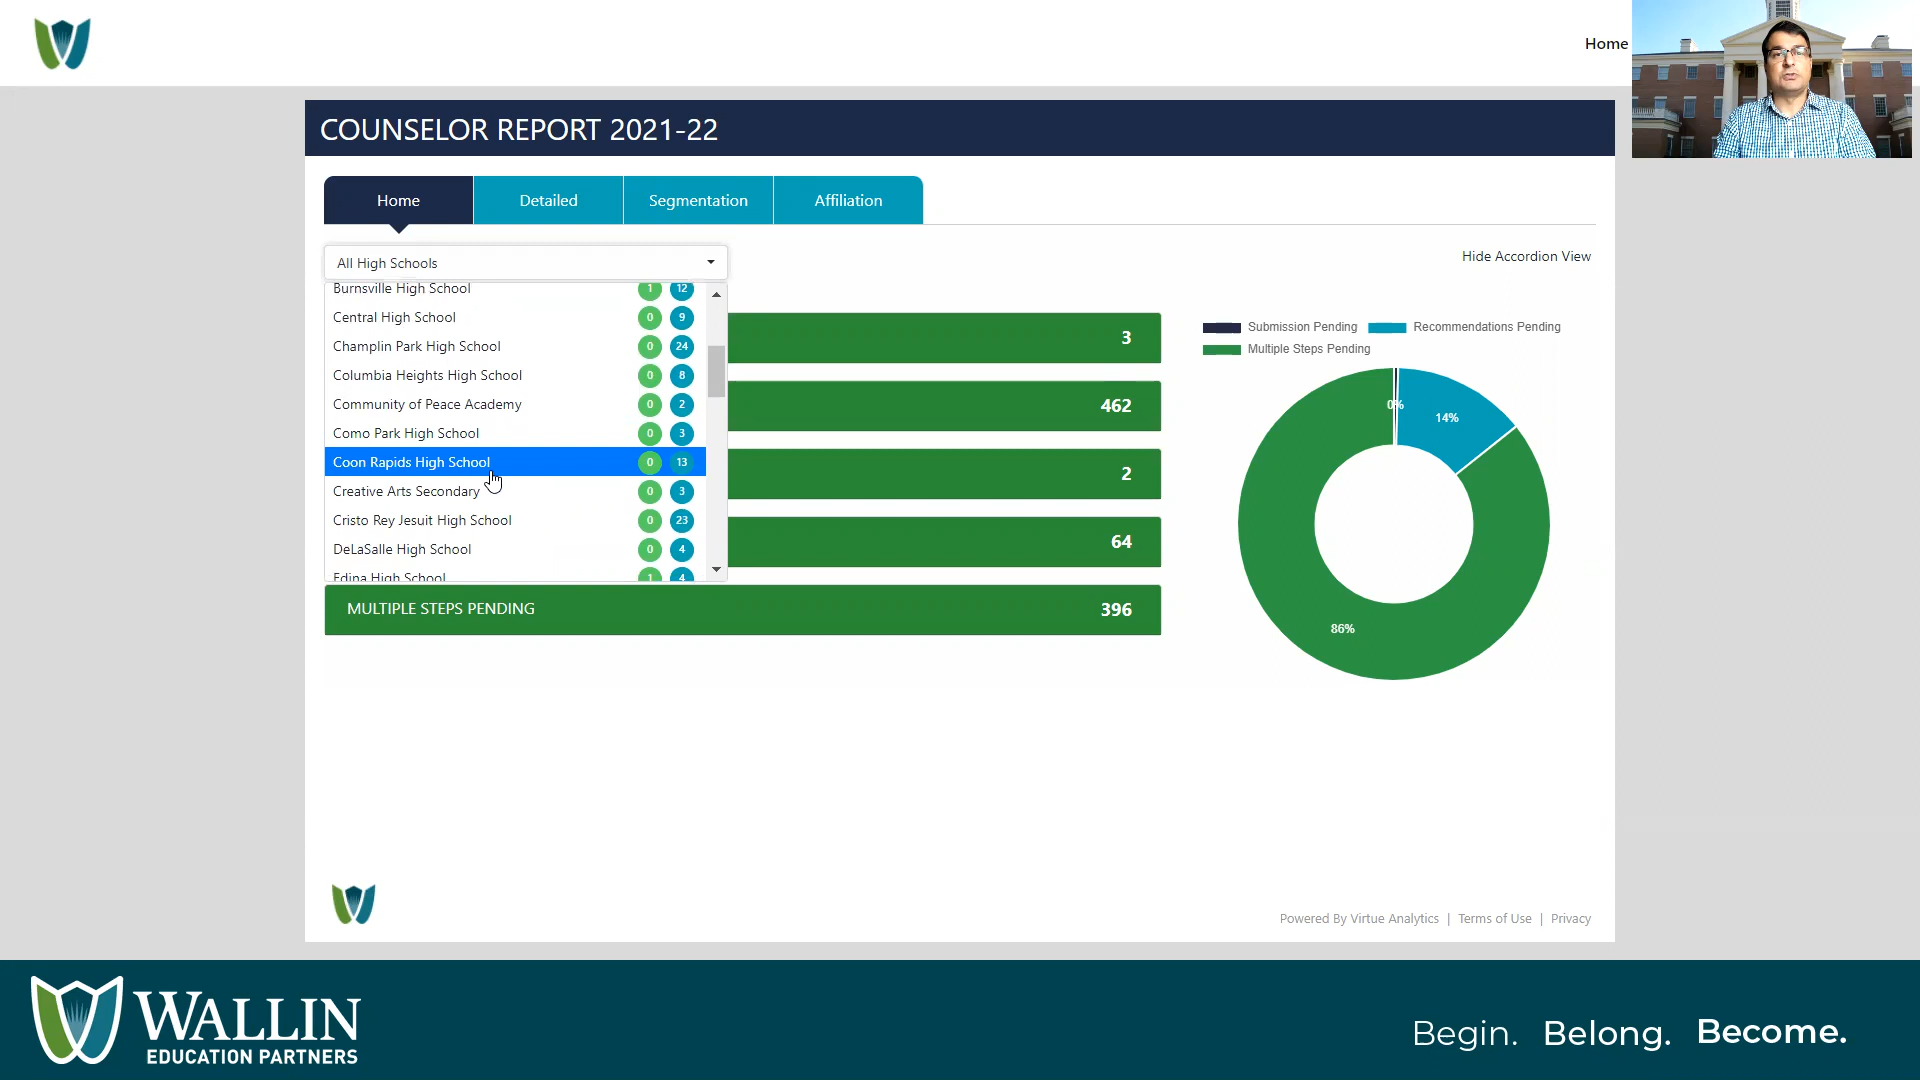 Home
COUNSELOR REPORT 2021-22
Home Detailed Segmentation Affiliation
All High Schools
Hide Accordion View
Burnsville High School 1 12
Central High School 0 9
Champlin Park High School 0 24
Columbia Heights High School 0 8
Community of Peace Academy 0 2
Como Park High School 0 3
Coon Rapids High School 0 13
Creative Arts Secondary 0 3
Cristo Rey Jesuit High School 0 23
DeLaSalle High School 0 4
Edina High School 1 4
3
462
2
64
MULTIPLE STEPS PENDING 396
Submission Pending Recommendations Pending
Multiple Steps Pending
0%
14%
86%
Powered By Virtue Analytics | Terms of Use | Privacy
WALLIN
EDUCATION PARTNERS
Begin. Belong. Become.